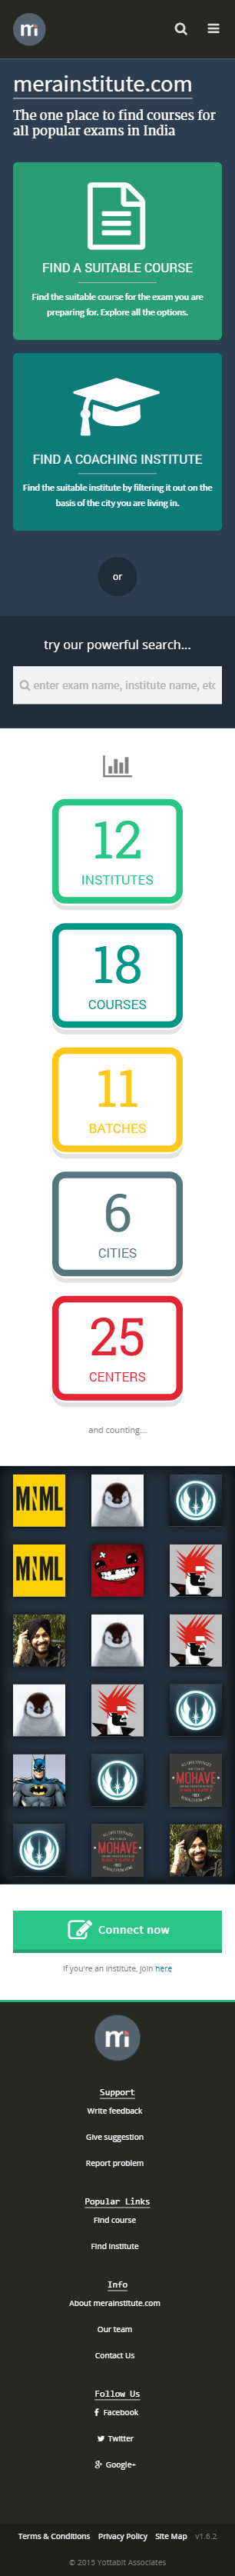 mi
merainstitute.com
The one place to find courses for
all popular exams in India
FIND A SUITABLE COURSE
Find the suitable course for the exam you are
preparing for. Explore all the options.
FIND A COACHING INSTITUTE
Find the suitable institute by filtering it out on the
basis of the city you are living in.
or
try our powerful search...
enter exam name, institute name, etc
12
INSTITUTES
18
COURSES
11
BATCHES
6
CITIES
25
CENTERS
and counting...
MNML
MNML
MOHAVE
MOHAVE
Connect now
if you're an institute, join here
mi
Support
Write feedback
Give suggestion
Report problem
Popular Links
Find course
Find institute
Info
About merainstitute.com
Our team
Contact Us
Follow Us
Facebook
Twitter
Google+
Terms & Conditions Privacy Policy Site Map v1.6.2
© 2015 Yottabit Associates